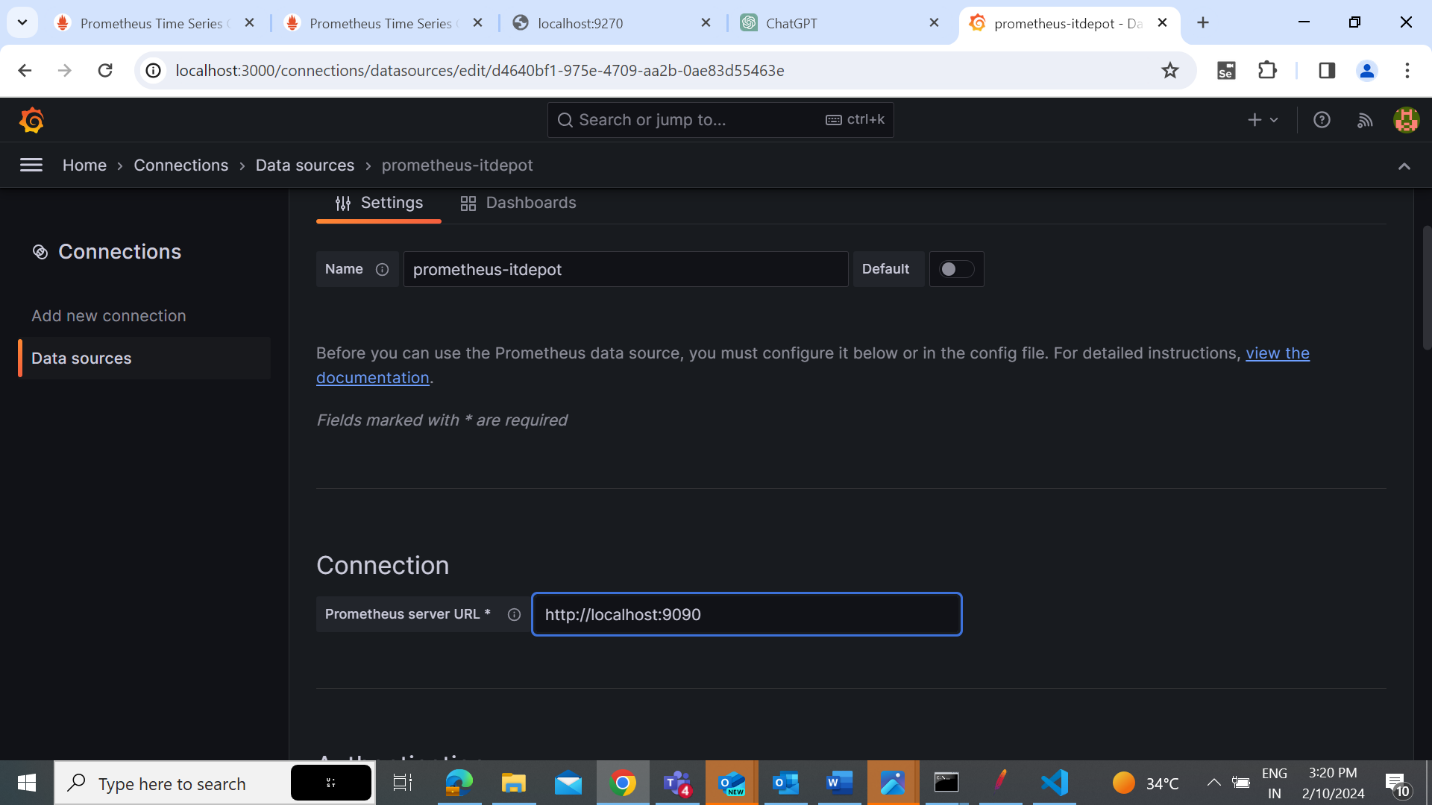 Prometheus Time Series
Prometheus Time Series
localhost:9270
ChatGPT
prometheus-itdepot - Da
localhost:3000/connections/datasources/edit/d4640bf1-975e-4709-aa2b-0ae83d55463e
Se
Search or jump to...
ctrl+k
Home › Connections › Data sources › prometheus-itdepot
Settings
Dashboards
Connections
Name
prometheus-itdepot
Default
Add new connection
Data sources
Before you can use the Prometheus data source, you must configure it below or in the config file. For detailed instructions, view the
documentation.
Fields marked with * are required
Connection
Prometheus server URL *
http://localhost:9090
Type here to search
4
NEW
34°C
ENG
IN
3:20 PM
2/10/2024
10